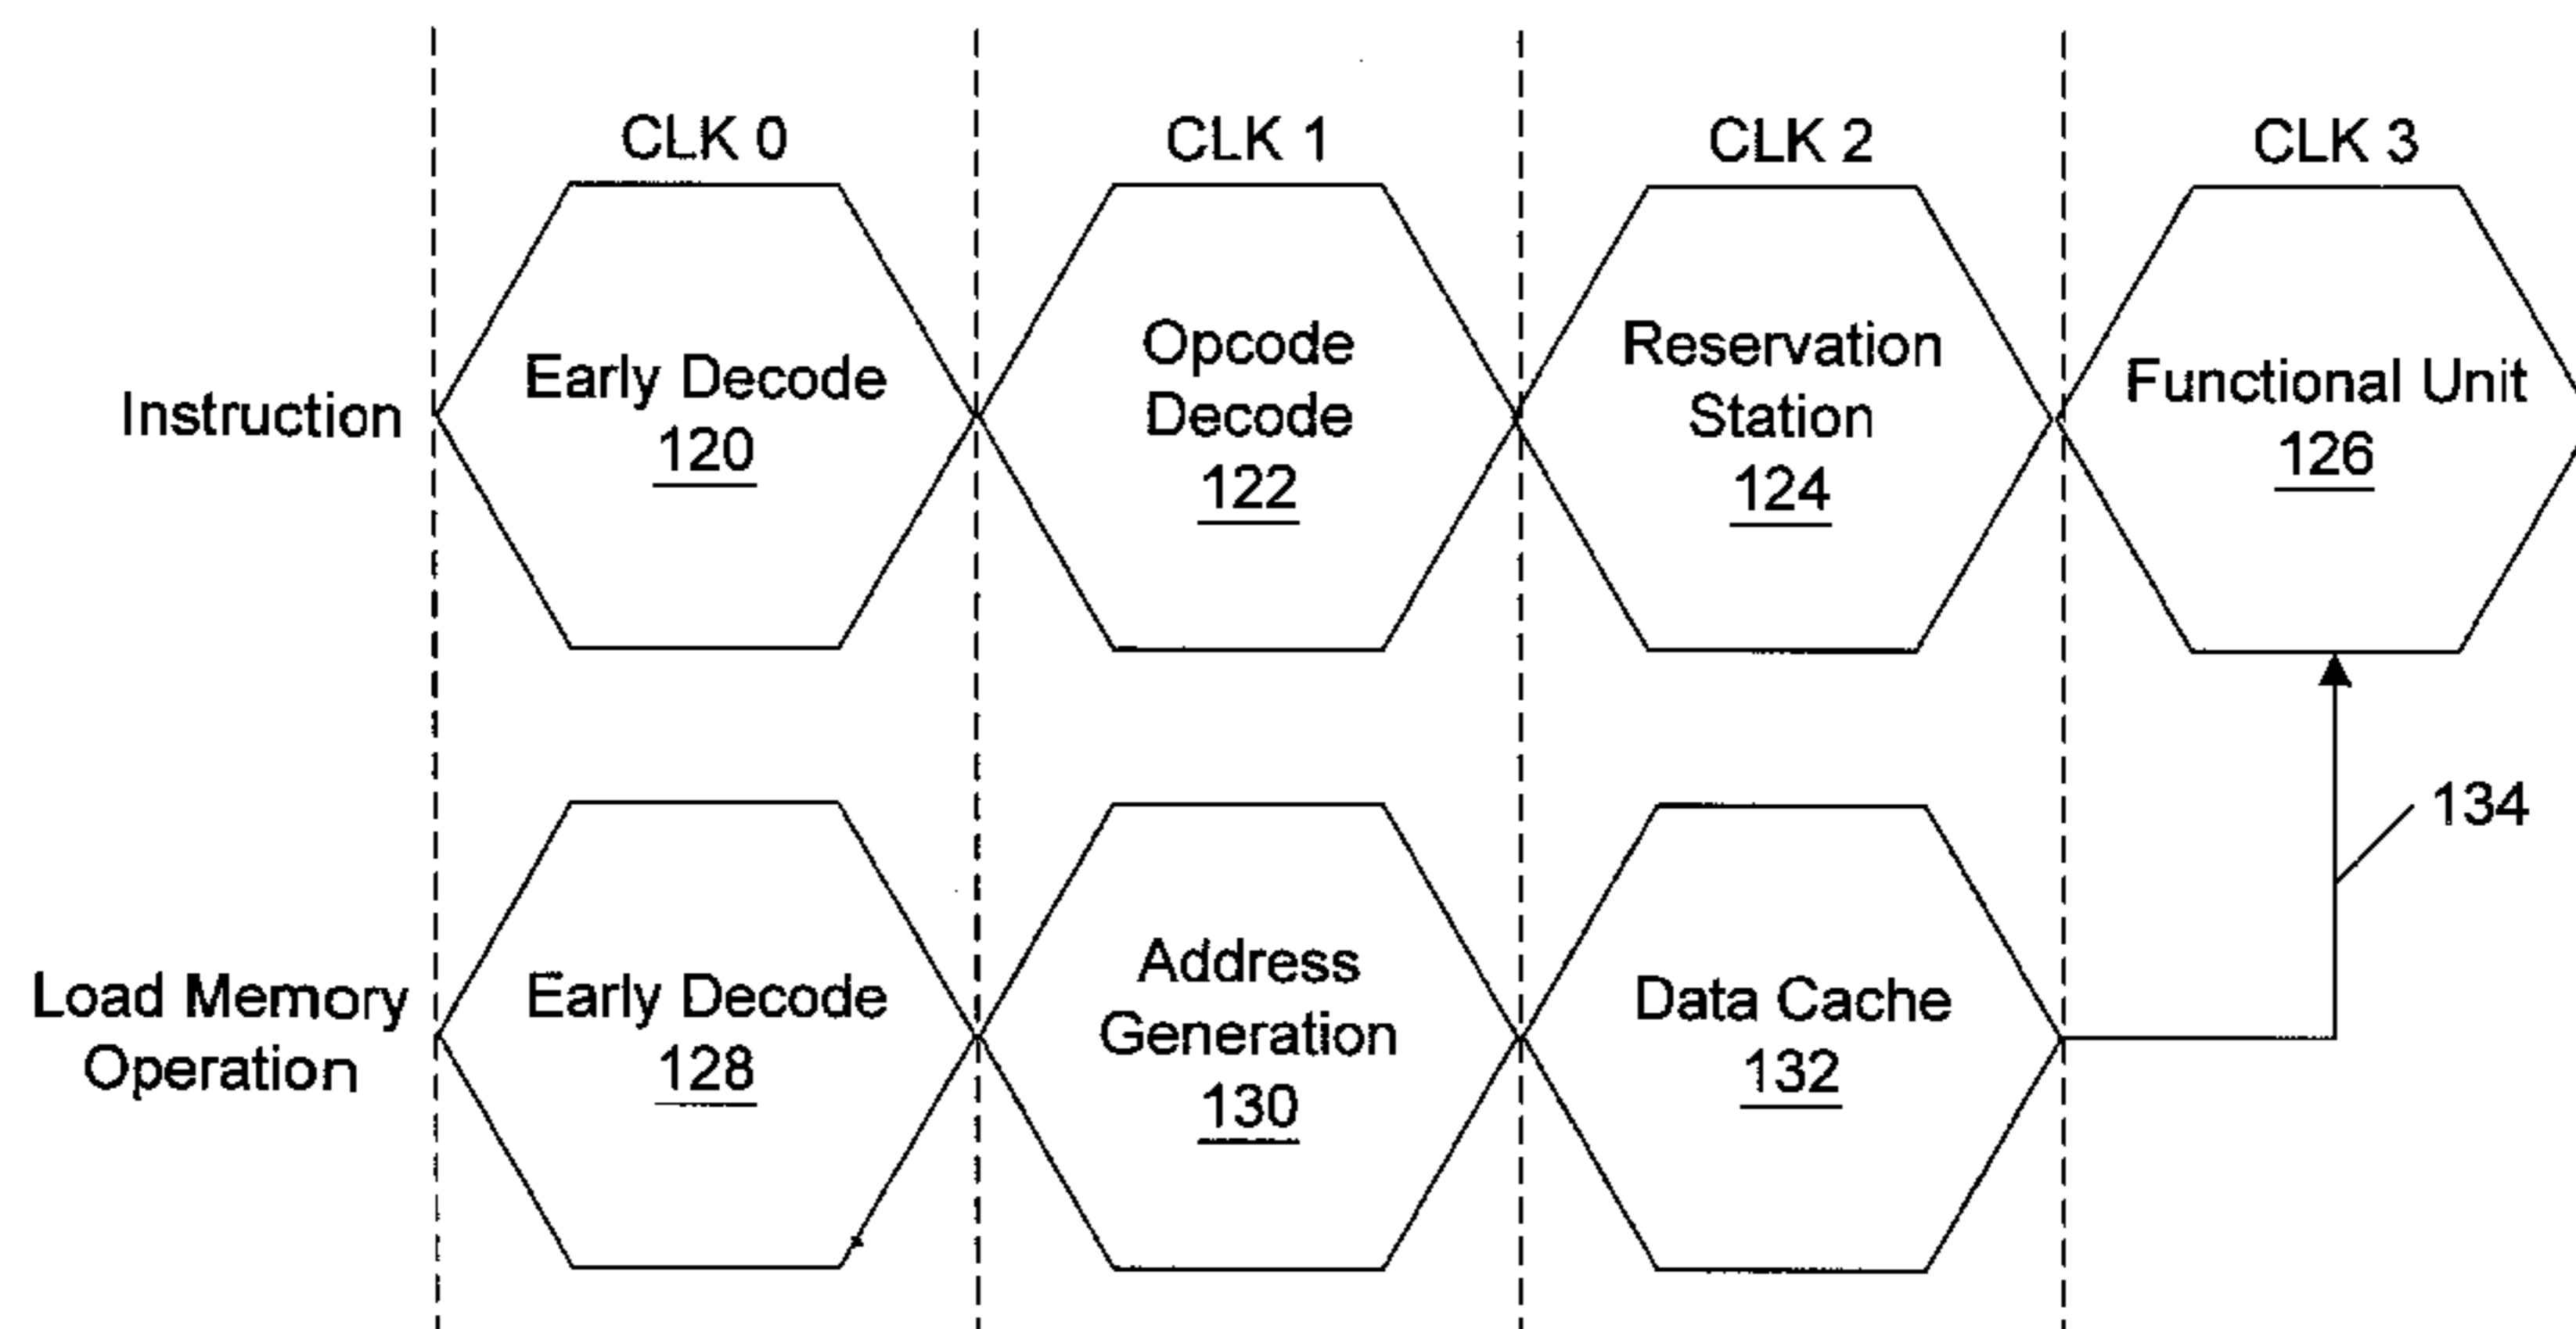 CLK 0
CLK 1
CLK 2
CLK 3
Instruction
Early Decode
120
Opcode
Decode
122
Reservation
Station
124
Functional Unit
126
134
Load Memory
Operation
Early Decode
128
Address
Generation
130
Data Cache
132